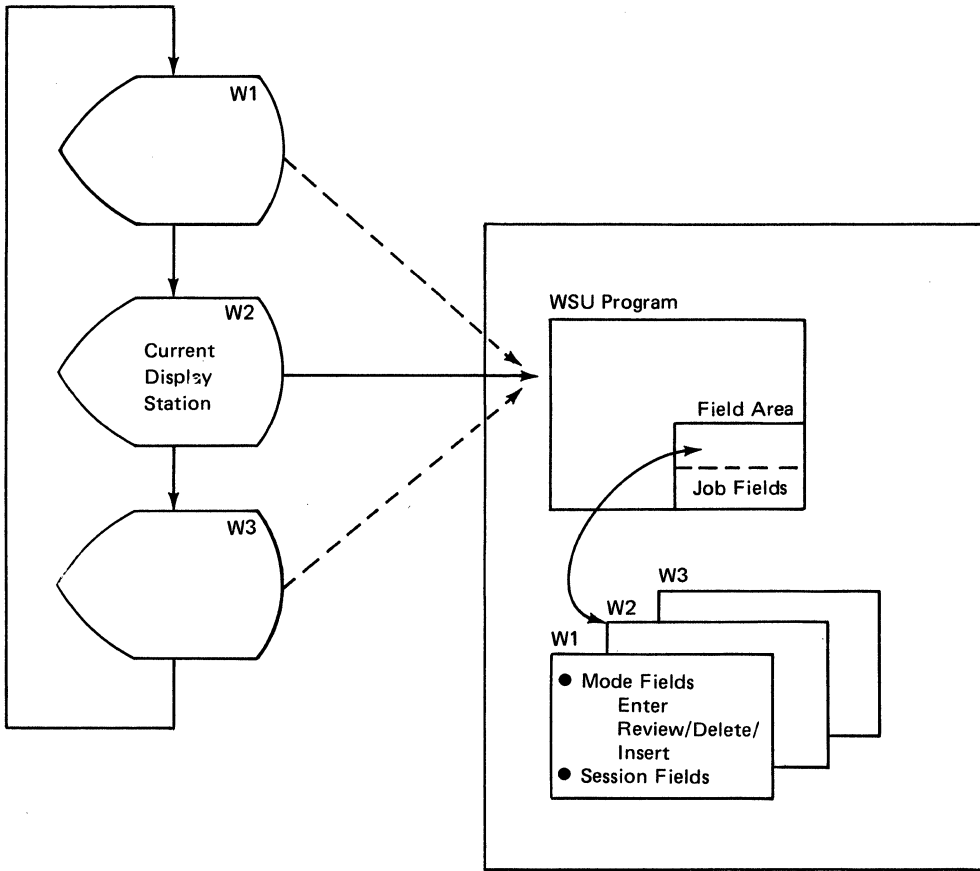 W1
W2
Current
Display
Station
W3
WSU Program
Field Area
Job Fields
W3
W2
W1
● Mode Fields
Enter
Review/Delete/
Insert
● Session Fields